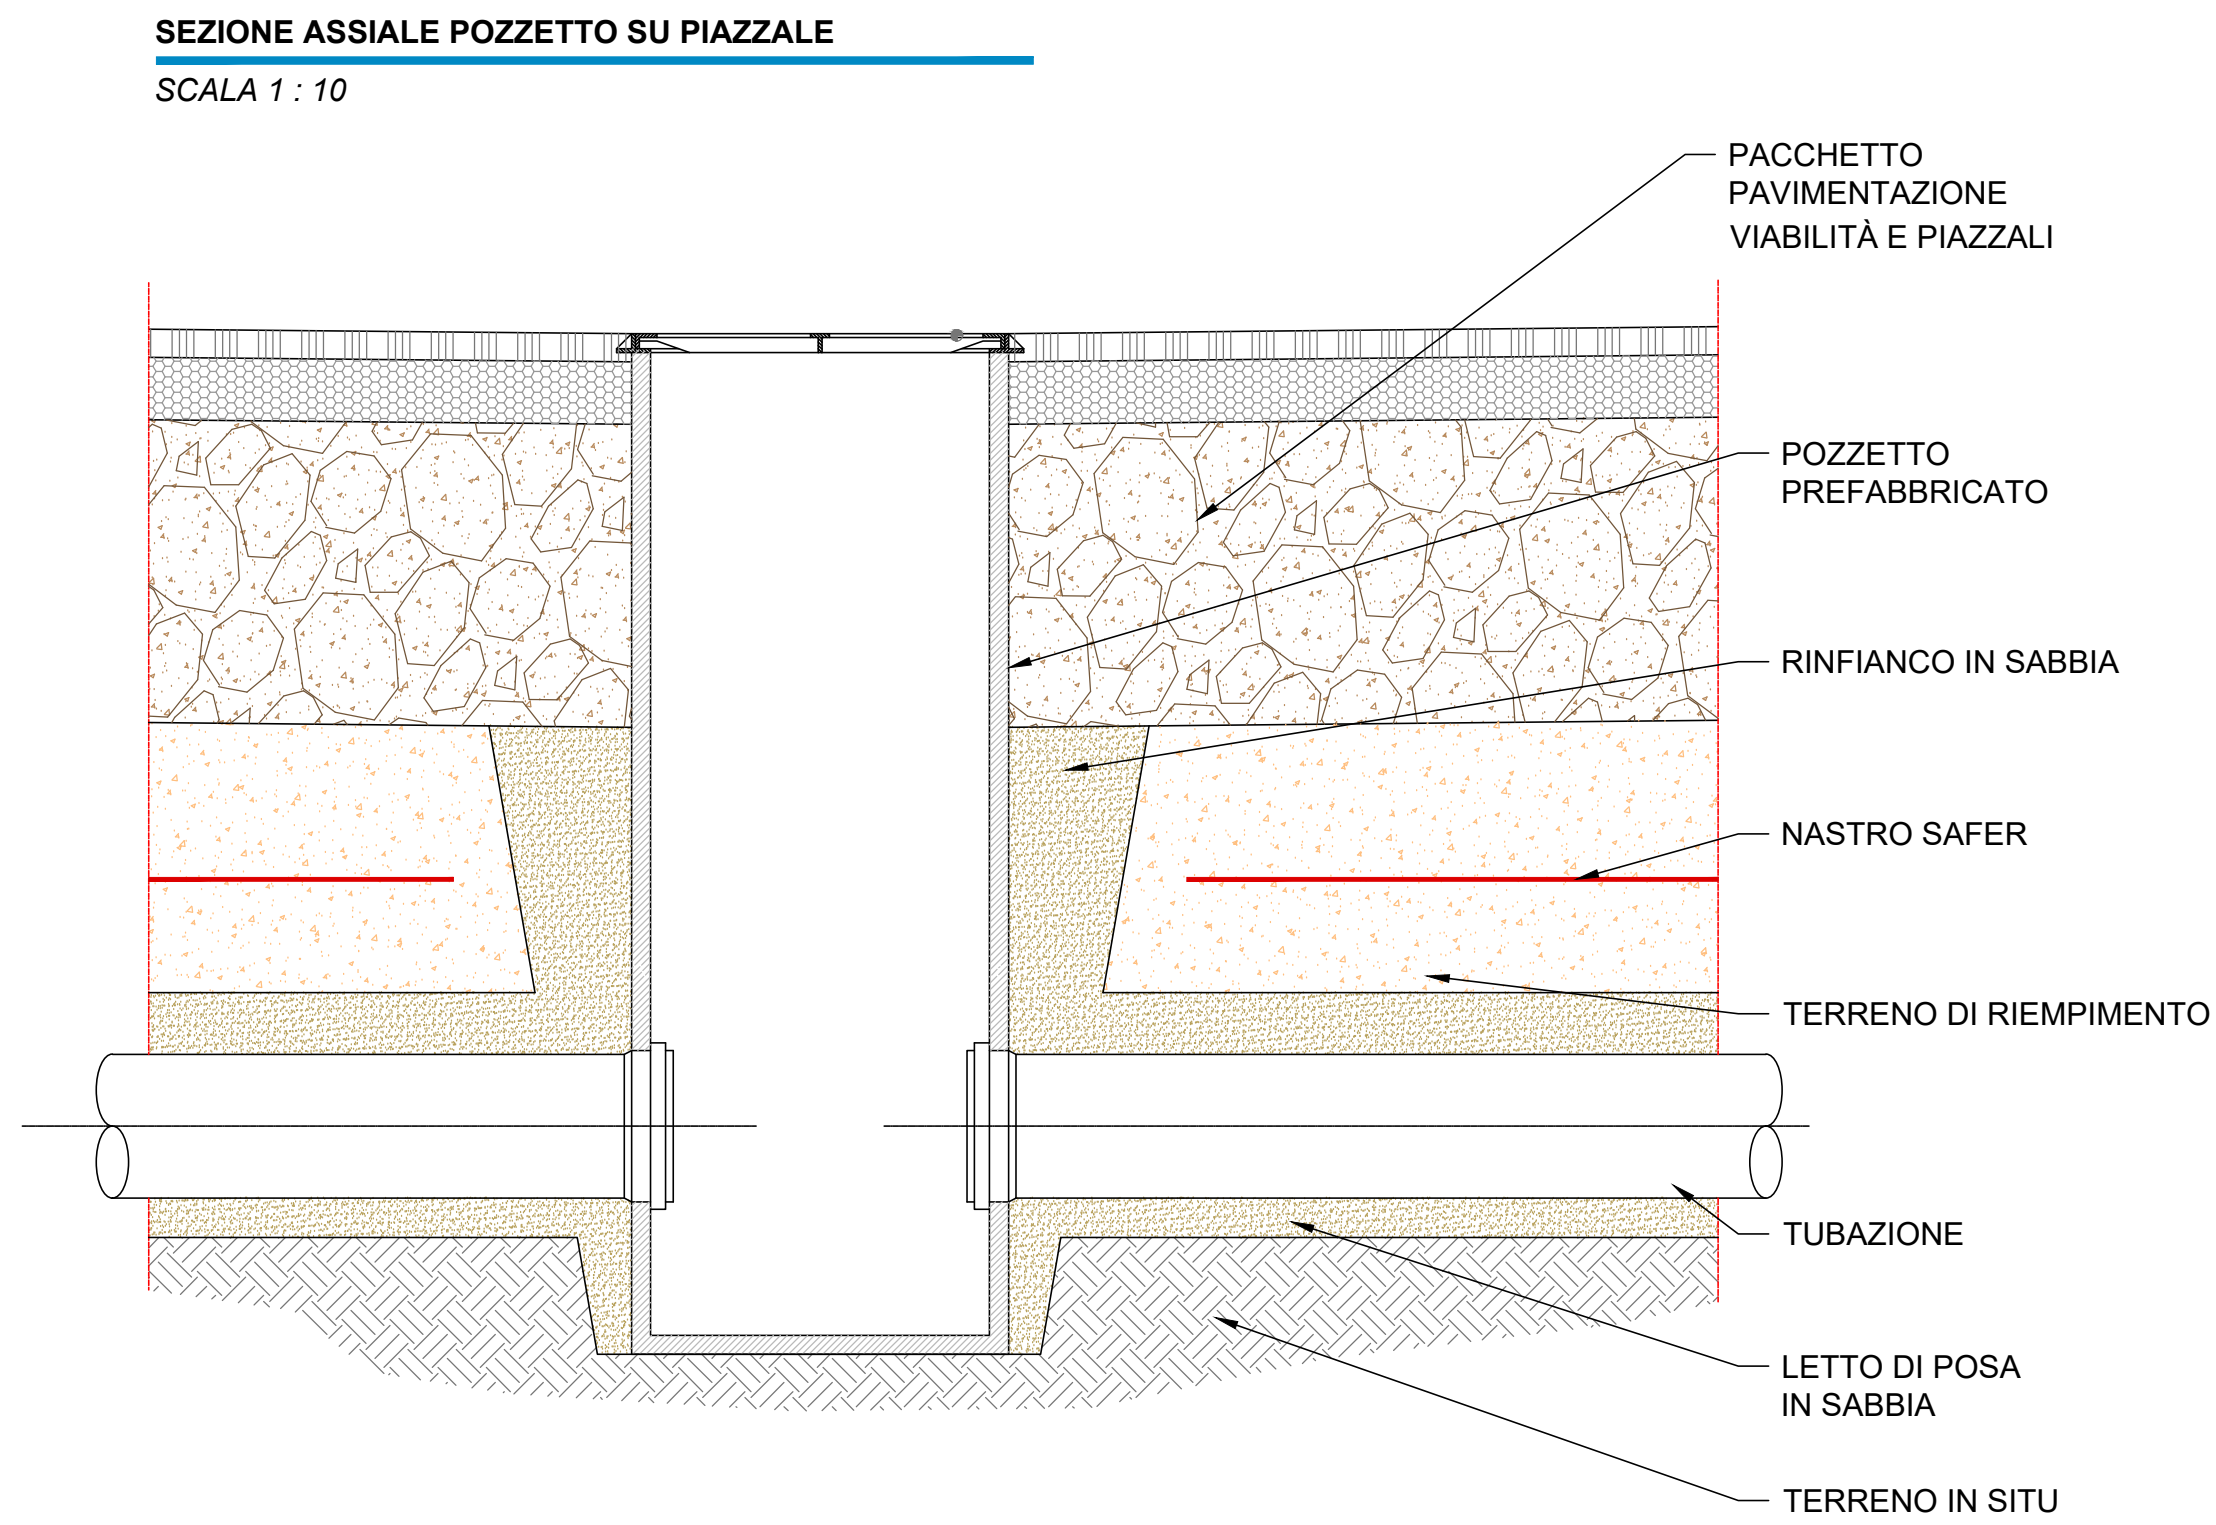 SEZIONE ASSIALE POZZETTO SU PIAZZALE
SCALA 1 : 10
PACCHETTO
PAVIMENTAZIONE
VIABILITÀ E PIAZZALI
POZZETTO
PREFABBRICATO
RINFIANCO IN SABBIA
NASTRO SAFER
TERRENO DI RIEMPIMENTO
TUBAZIONE
LETTO DI POSA
IN SABBIA
TERRENO IN SITU